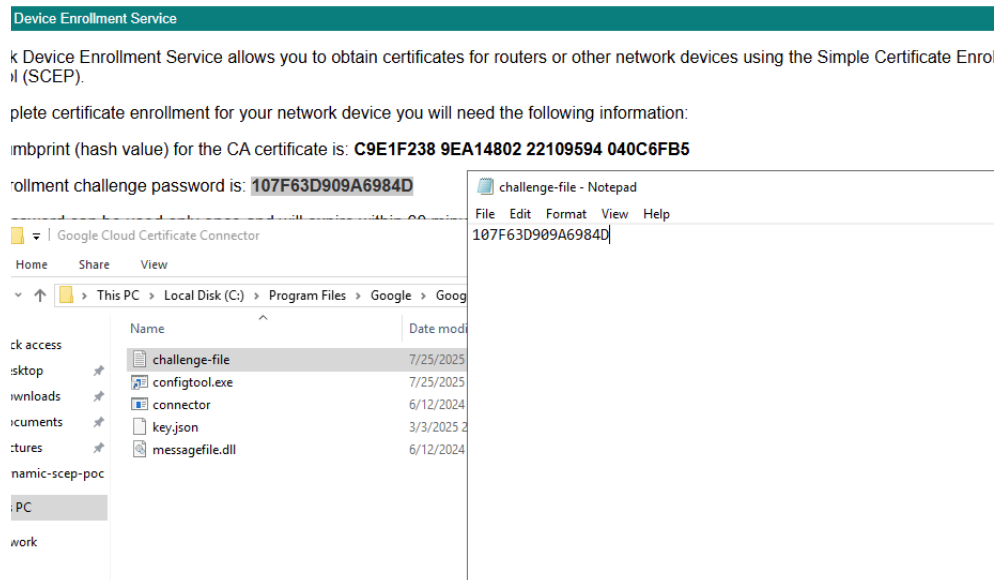 Device Enrollment Service
k Device Enrollment Service allows you to obtain certificates for routers or other network devices using the Simple Certificate Enrol
ol (SCEP).
plete certificate enrollment for your network device you will need the following information:
umbprint (hash value) for the CA certificate is: C9E1F238 9EA14802 22109594 040C6FB5
rollment challenge password is: 107F63D909A6984D
challenge-file - Notepad
File Edit Format View Help
107F63D909A6984D
Google Cloud Certificate Connector
Home Share View
This PC > Local Disk (C:) > Program Files > Google > Goog
Name Date modi
ck access
esktop
ownloads
ocuments
ctures
namic-scep-poc
s PC
work
challenge-file 7/25/2025
configtool.exe 7/25/2025
connector 6/12/2024
key.json 3/3/2025 2
messagefile.dll 6/12/2024